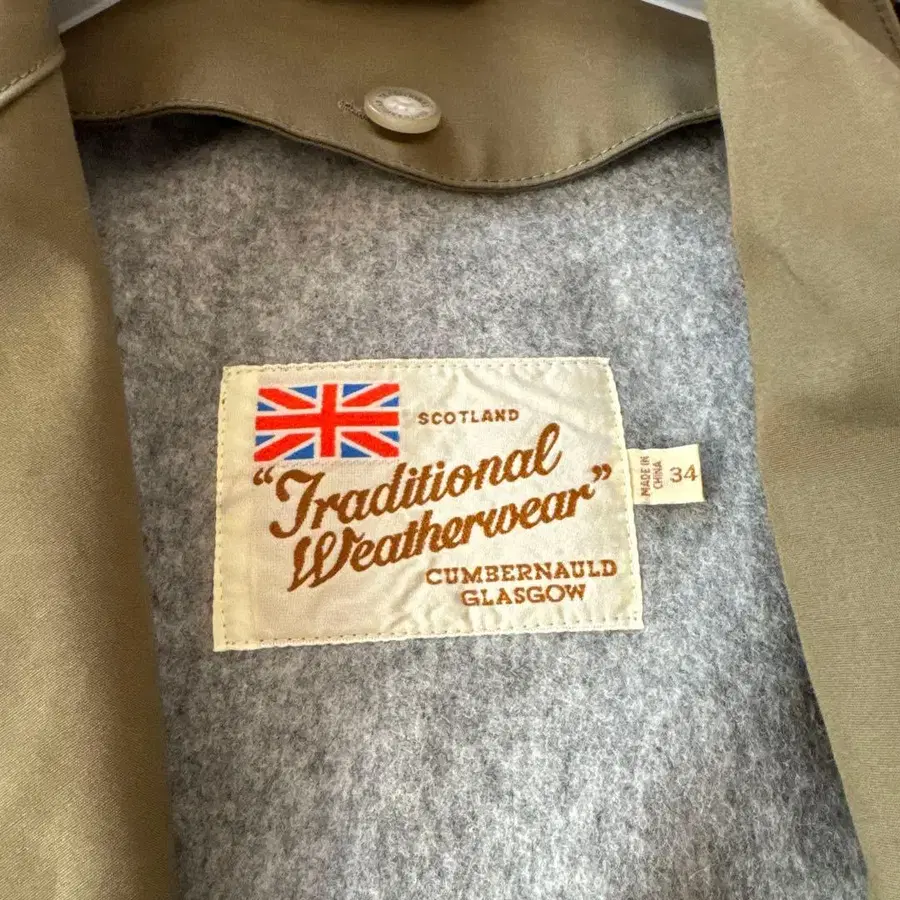 SCOTLAND
"Traditional
Weatherwear"
CUMBERNAULD
GLASGOW
MADE IN
CHINA
34